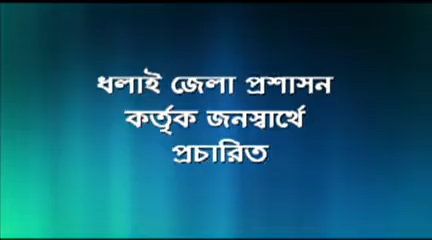 ধলাই জেলা প্রশাসন
কর্তৃক জনস্বার্থে
প্রচারিত